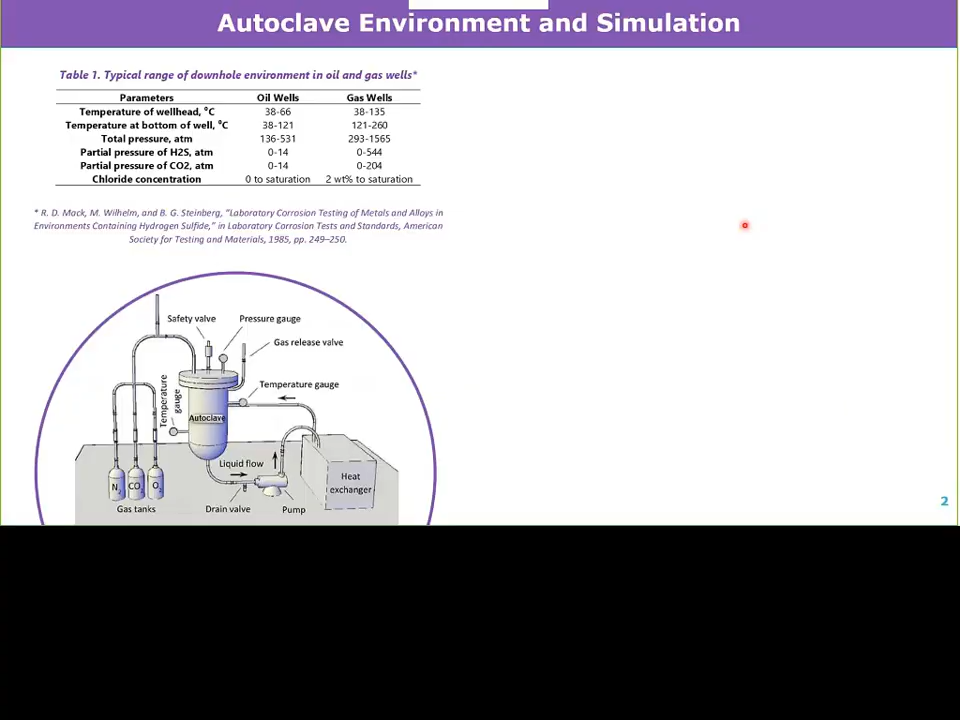 Autoclave Environment and Simulation
Table 1. Typical range of downhole environment in oil and gas wells*
Parameters Oil Wells Gas Wells
Temperature of wellhead, ⁰C 38-66 38-135
Temperature at bottom of well, ⁰C 38-121 121-260
Total pressure, atm 136-531 293-1565
Partial pressure of H2S, atm 0-14 0-544
Partial pressure of CO2, atm 0-14 0-204
Chloride concentration 0 to saturation 2 wt% to saturation
* R. D. Mack, M. Wilhelm, and B. G. Steinberg, “Laboratory Corrosion Testing of Metals and Alloys in
Environments Containing Hydrogen Sulfide,” in Laboratory Corrosion Tests and Standards, American
Society for Testing and Materials, 1985, pp. 249–250.
Safety valve
Pressure gauge
Gas release valve
Temperature
gauge
Temperature gauge
Autoclave
Liquid flow
Heat
exchanger
N₂
CO₂
O₂
Gas tanks
Drain valve
Pump
2